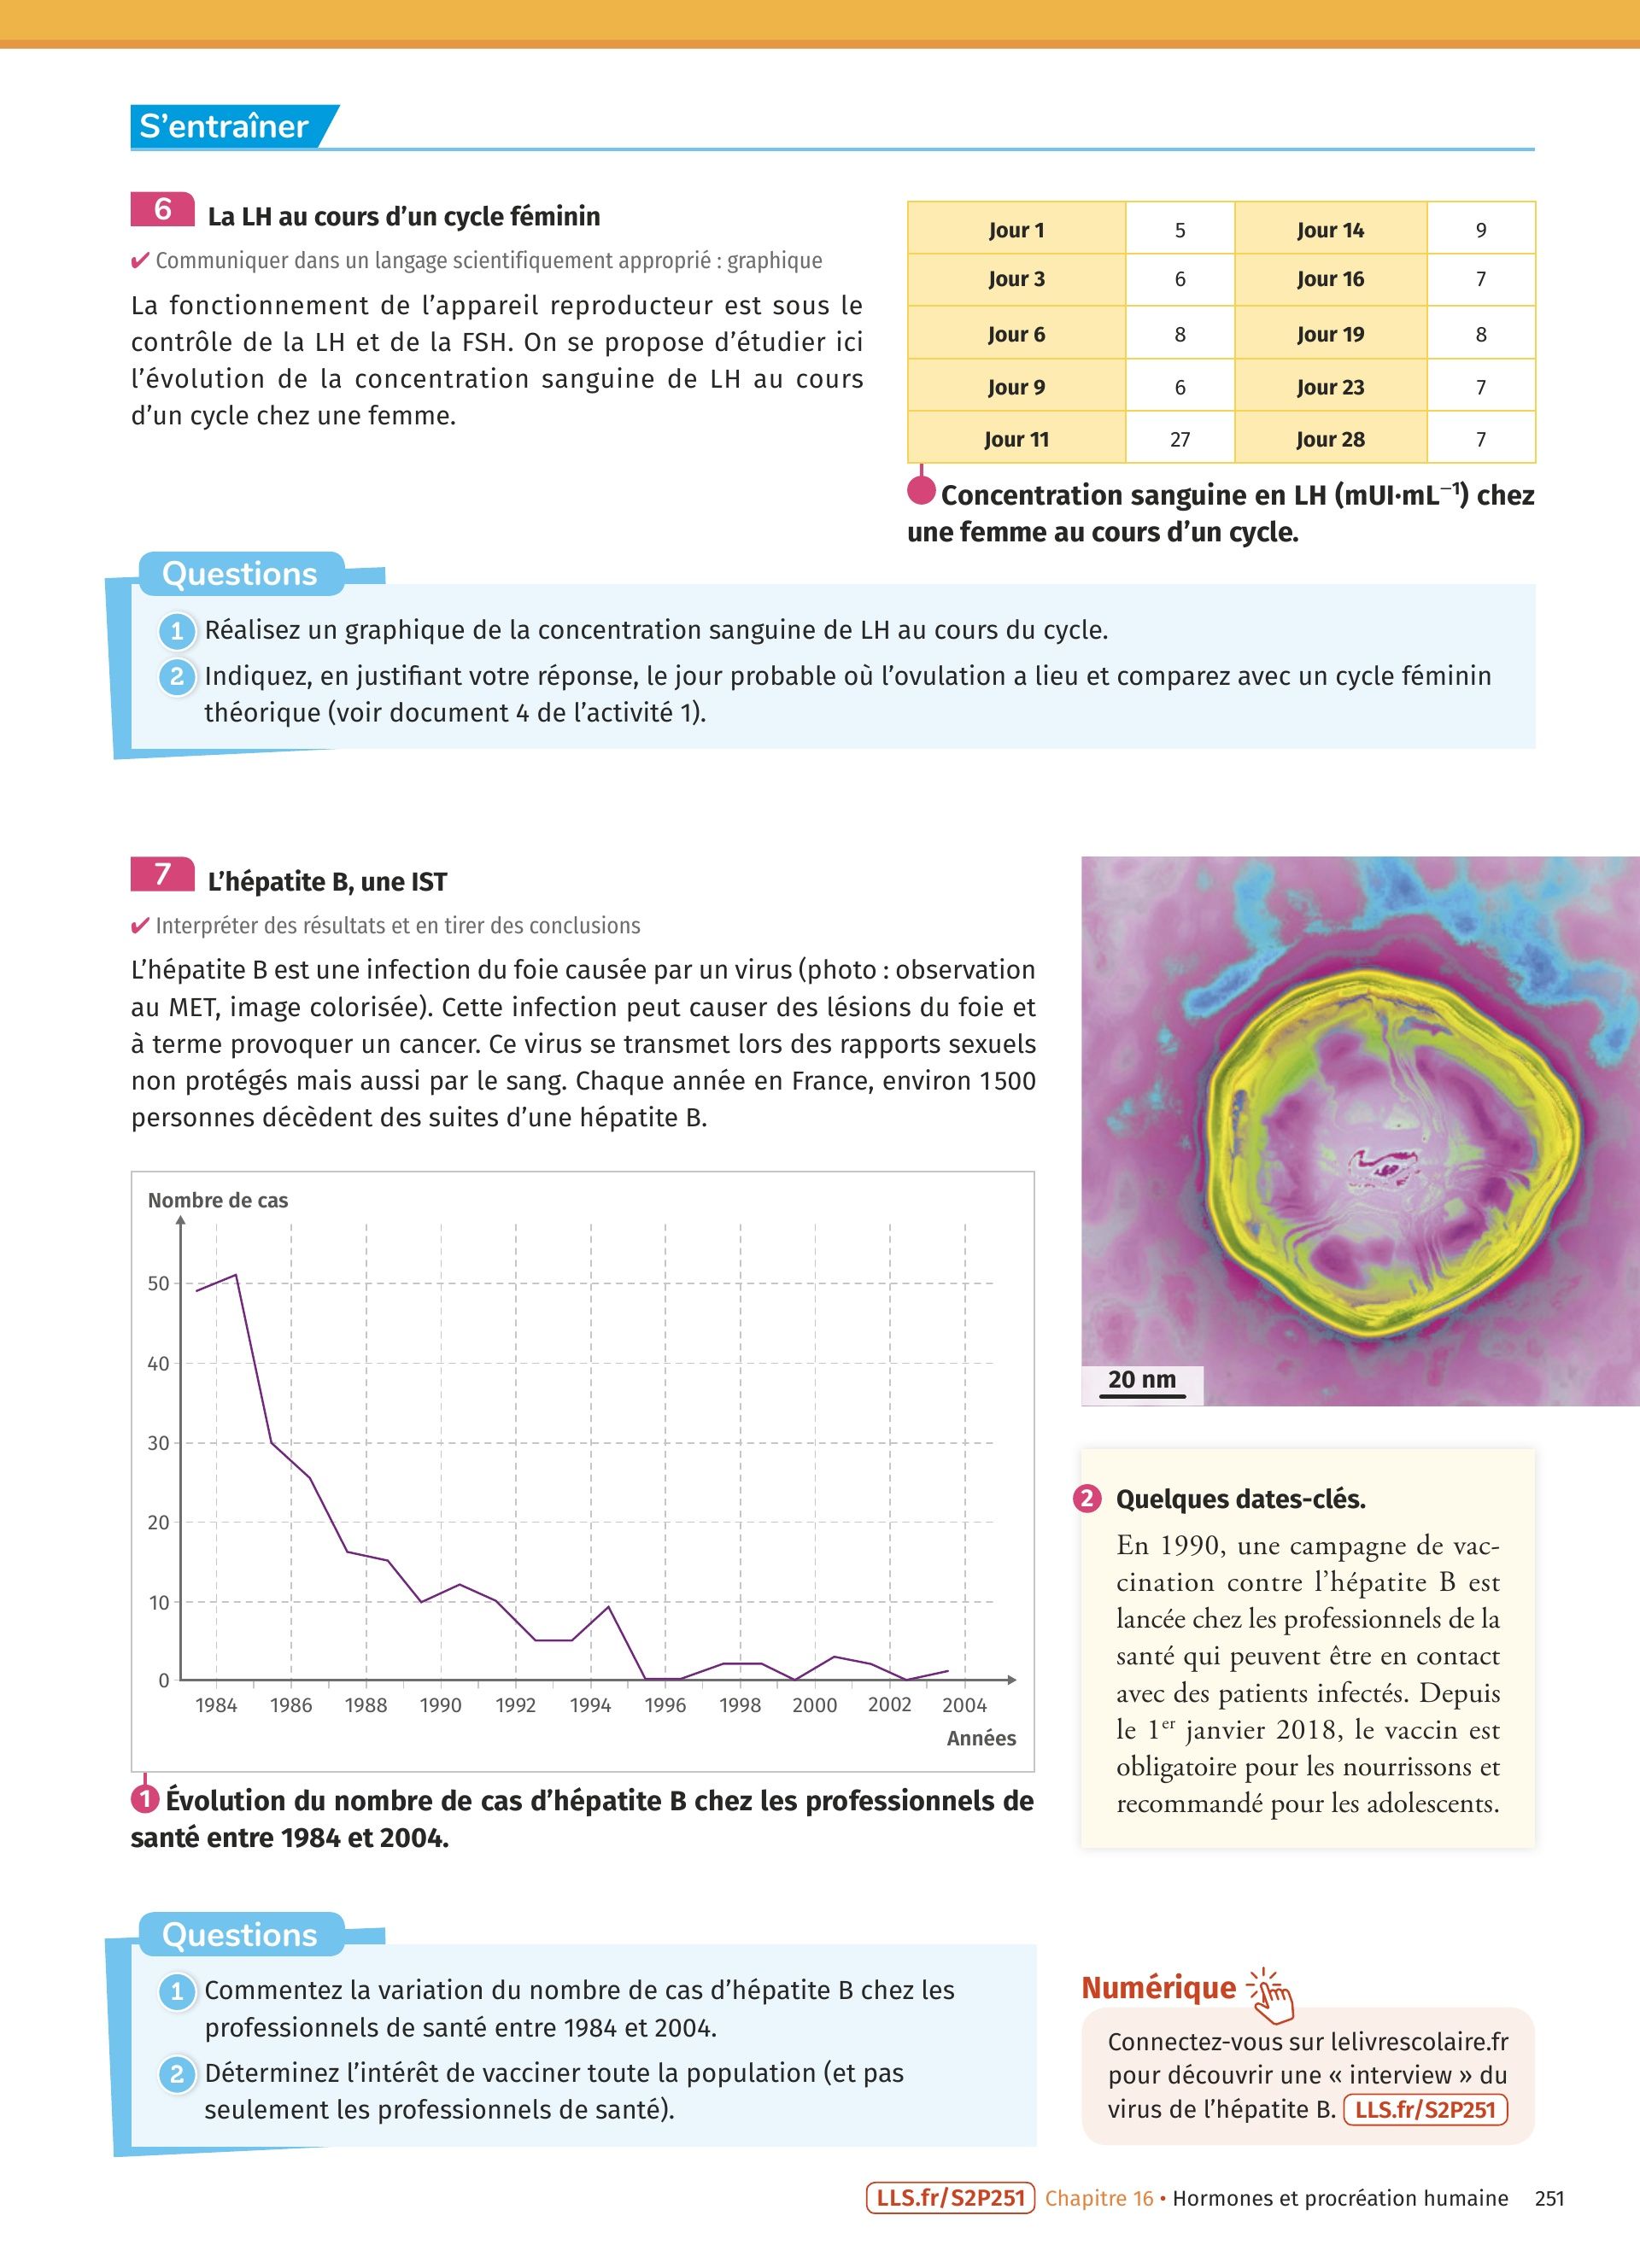 S'entraîner
6 La LH au cours d'un cycle féminin
✔ Communiquer dans un langage scientifiquement approprié : graphique
La fonctionnement de l'appareil reproducteur est sous le
contrôle de la LH et de la FSH. On se propose d'étudier ici
l'évolution de la concentration sanguine de LH au cours
d'un cycle chez une femme.
Jour 1 5 Jour 14 9
Jour 3 6 Jour 16 7
Jour 6 8 Jour 19 8
Jour 9 6 Jour 23 7
Jour 11 27 Jour 28 7
Concentration sanguine en LH (mUI·mL⁻¹) chez
une femme au cours d'un cycle.
Questions
1 Réalisez un graphique de la concentration sanguine de LH au cours du cycle.
2 Indiquez, en justifiant votre réponse, le jour probable où l'ovulation a lieu et comparez avec un cycle féminin
théorique (voir document 4 de l'activité 1).
7 L'hépatite B, une IST
✔ Interpréter des résultats et en tirer des conclusions
L'hépatite B est une infection du foie causée par un virus (photo : observation
au MET, image colorisée). Cette infection peut causer des lésions du foie et
à terme provoquer un cancer. Ce virus se transmet lors des rapports sexuels
non protégés mais aussi par le sang. Chaque année en France, environ 1500
personnes décèdent des suites d'une hépatite B.
20 nm
Nombre de cas
50
40
30
20
10
0
1984 1986 1988 1990 1992 1994 1996 1998 2000 2002 2004
Années
1 Évolution du nombre de cas d'hépatite B chez les professionnels de
santé entre 1984 et 2004.
2 Quelques dates-clés.
En 1990, une campagne de vac-
cination contre l'hépatite B est
lancée chez les professionnels de la
santé qui peuvent être en contact
avec des patients infectés. Depuis
le 1er janvier 2018, le vaccin est
obligatoire pour les nourrissons et
recommandé pour les adolescents.
Questions
1 Commentez la variation du nombre de cas d'hépatite B chez les
professionnels de santé entre 1984 et 2004.
2 Déterminez l'intérêt de vacciner toute la population (et pas
seulement les professionnels de santé).
Numérique
Connectez-vous sur lelivrescolaire.fr
pour découvrir une « interview » du
virus de l'hépatite B. LLS.fr/S2P251
LLS.fr/S2P251 Chapitre 16 • Hormones et procréation humaine 251